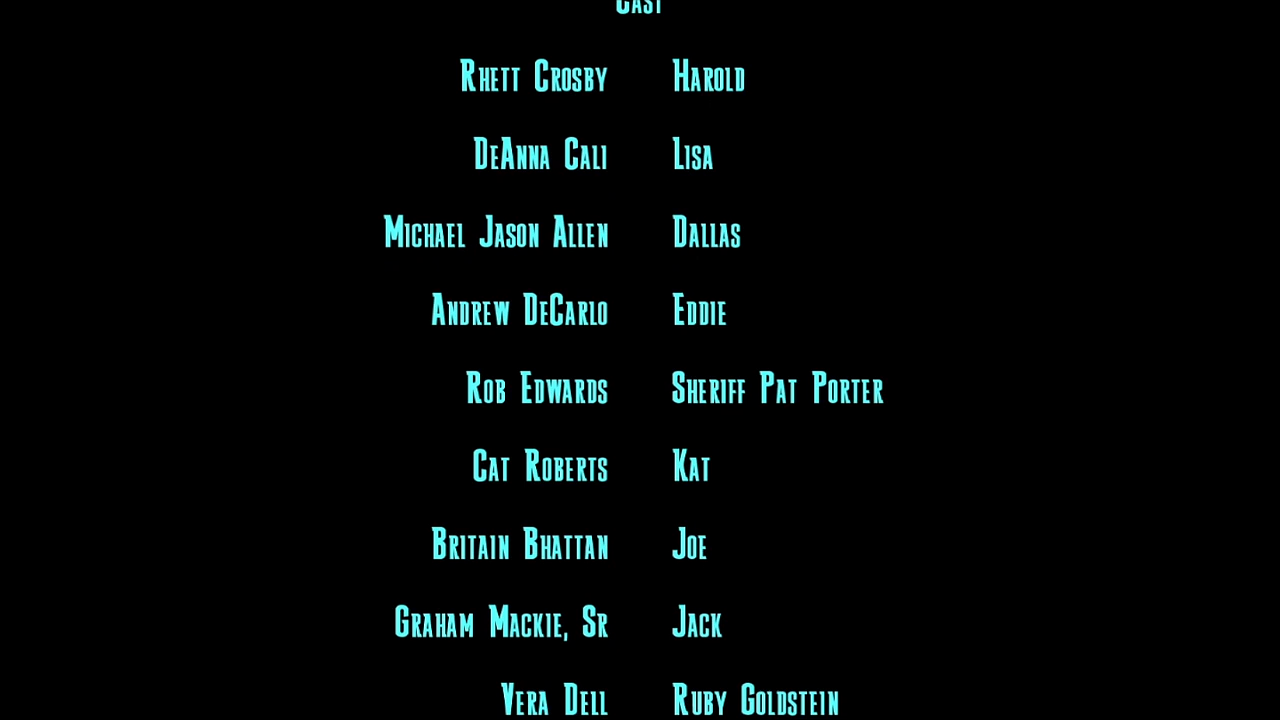 Cast
Rhett Crosby Harold
DeAnna Cali Lisa
Michael Jason Allen Dallas
Andrew DeCarlo Eddie
Rob Edwards Sheriff Pat Porter
Cat Roberts Kat
Britain Bhattan Joe
Graham Mackie, Sr Jack
Vera Dell Ruby Goldstein